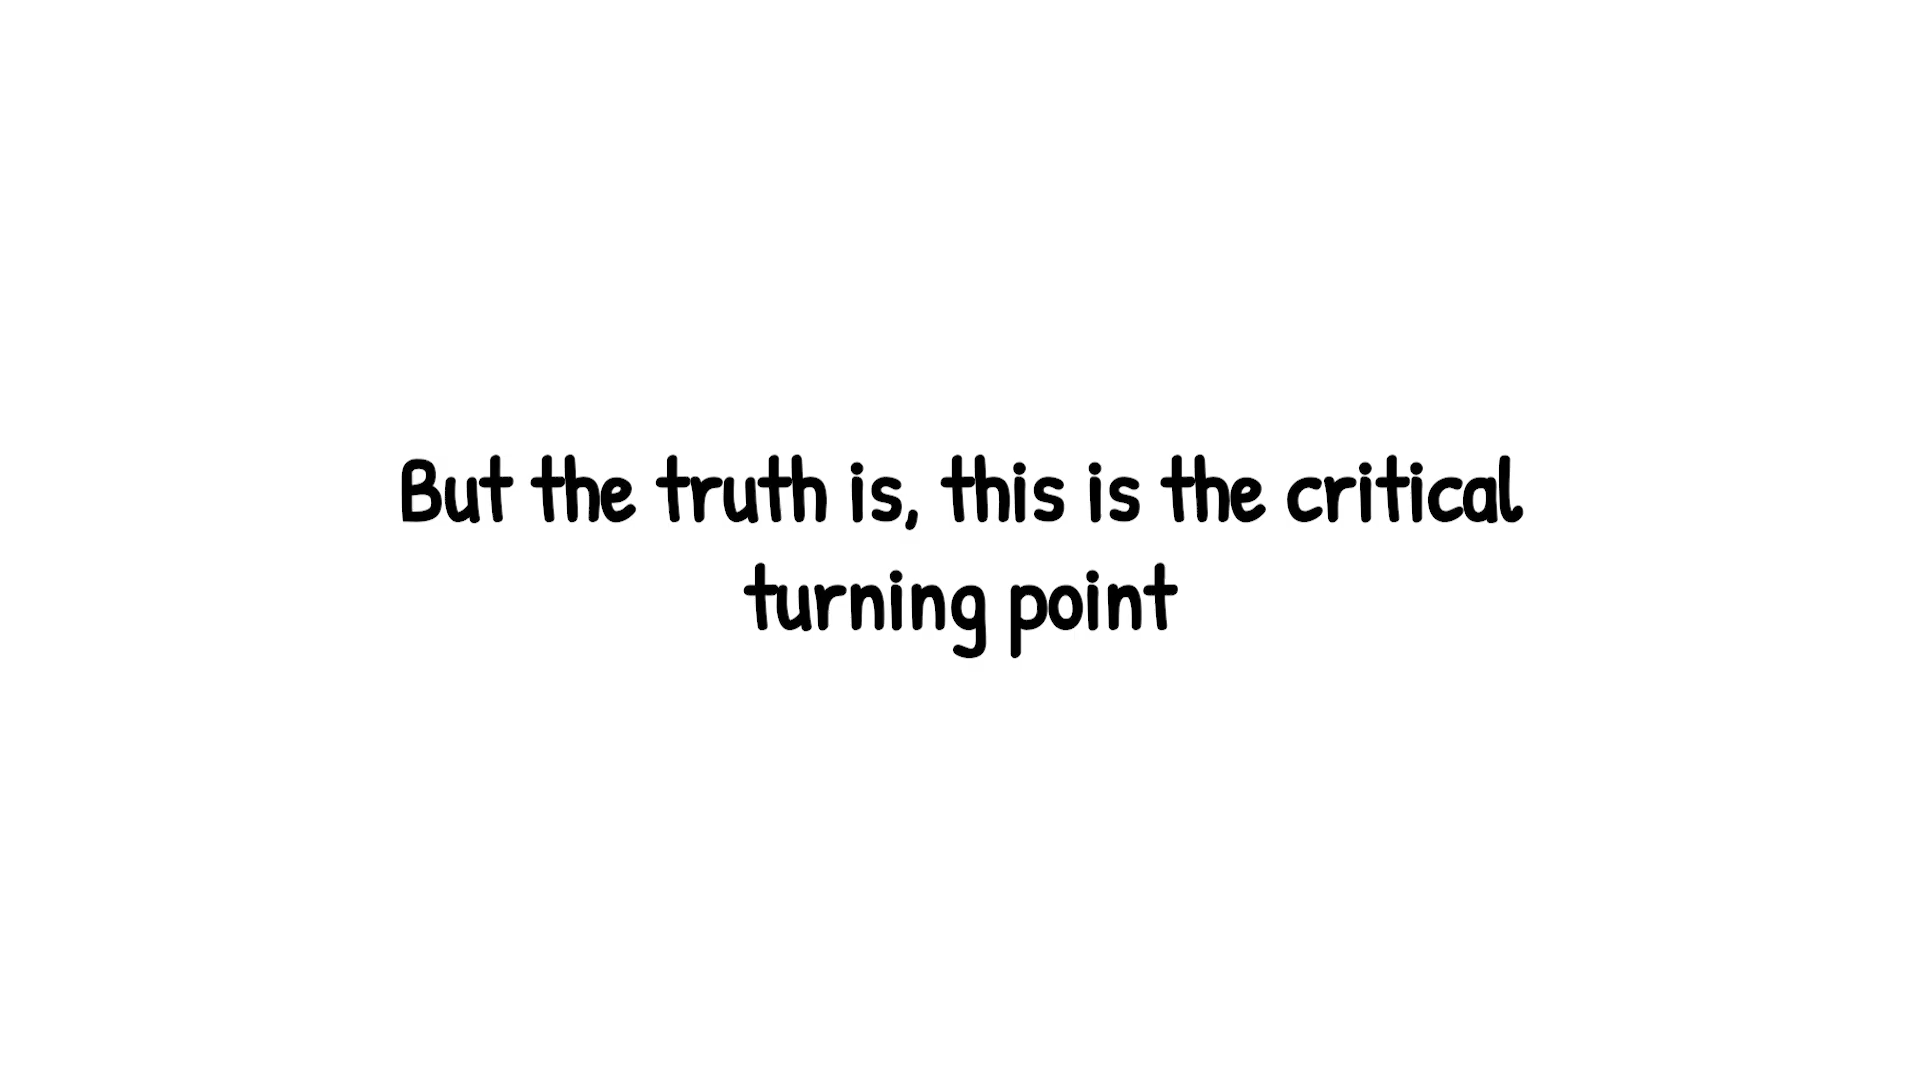 But the truth is, this is the critical
turning point